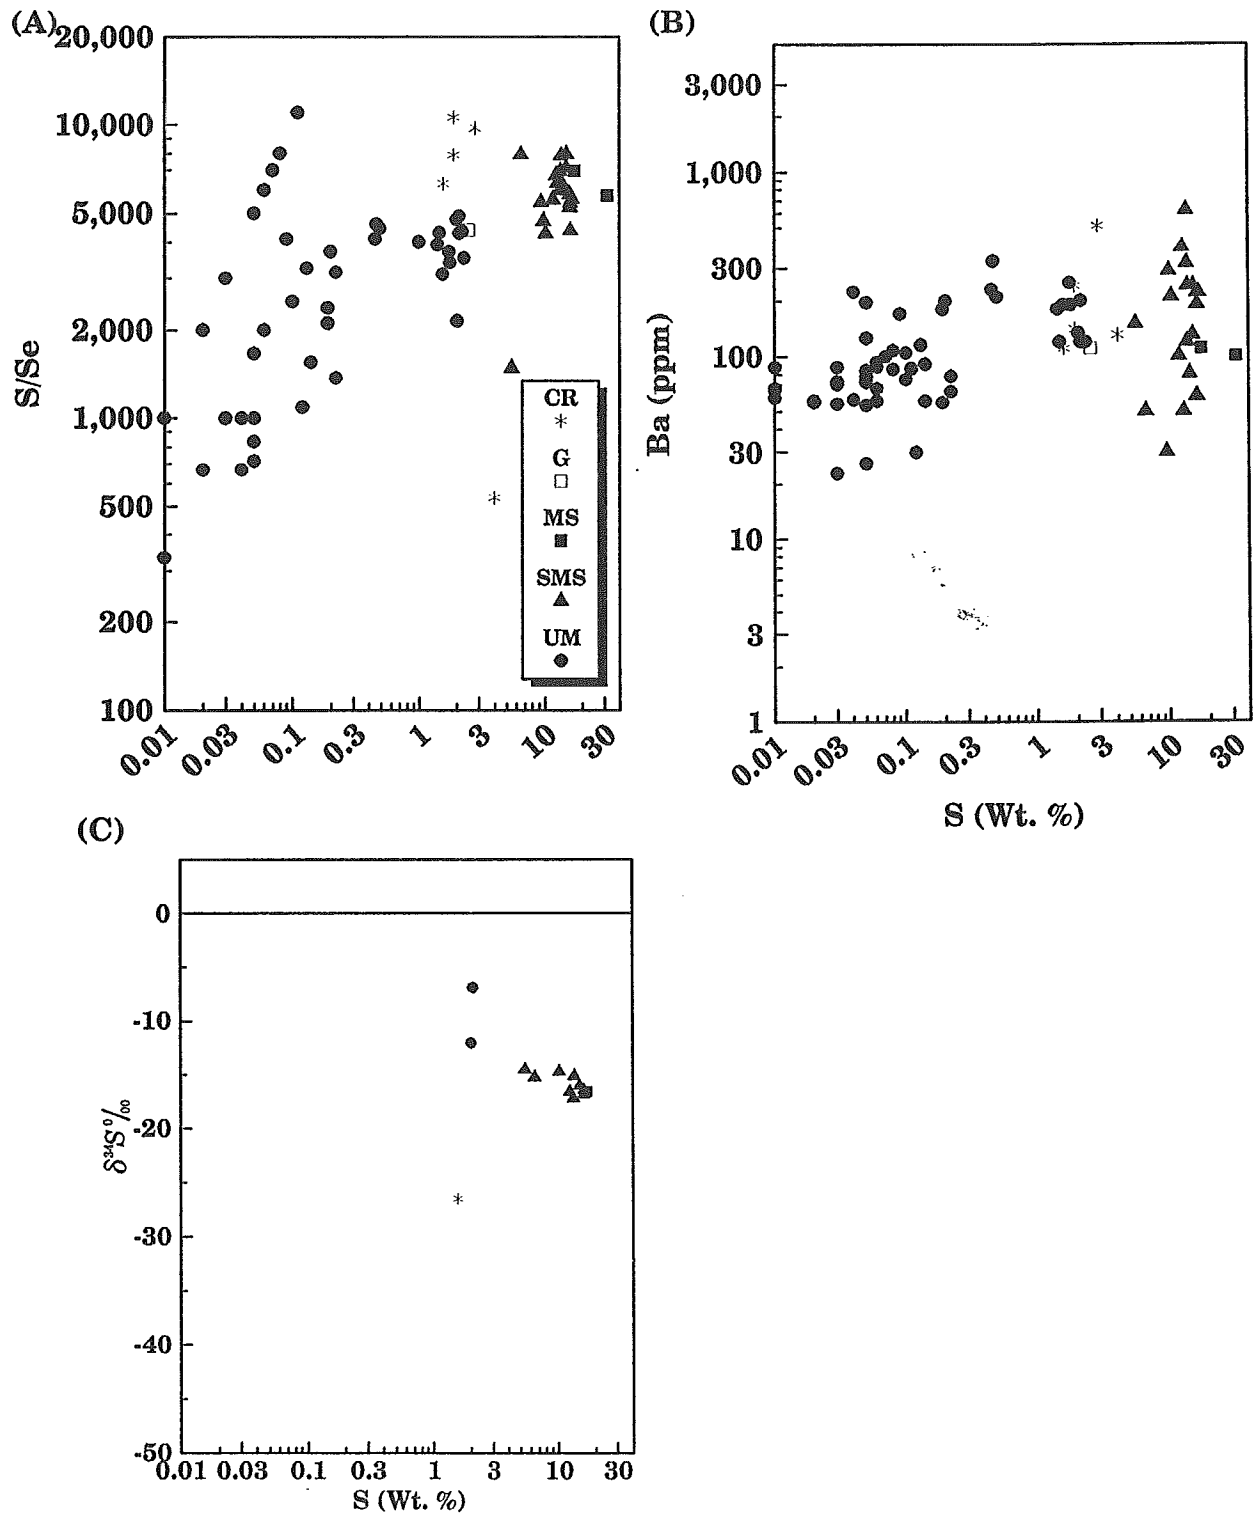 (A)
20,000
10,000
5,000
2,000
1,000
500
200
100
S/Se
0.01 0.03 0.1 0.3 1 3 10 30
CR
G
MS
SMS
UM
(B)
3,000
1,000
300
100
30
10
3
1
Ba (ppm)
0.01 0.03 0.1 0.3 1 3 10 30
S (Wt. %)
(C)
0
-10
-20
-30
-40
-50
δ³⁴S‰
0.01 0.03 0.1 0.3 1 3 10 30
S (Wt. %)